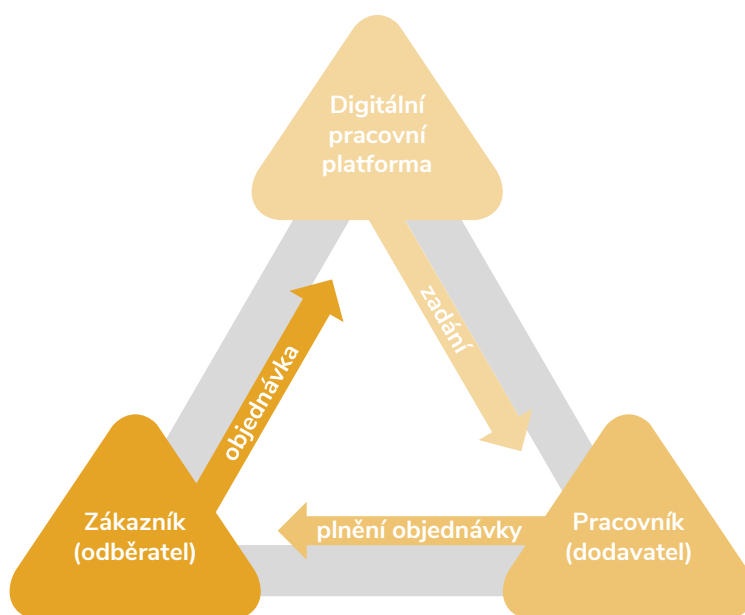 Digitální
pracovní
platforma
zadání
objednávka
Zákazník
(odběratel)
plnění objednávky
Pracovník
(dodavatel)